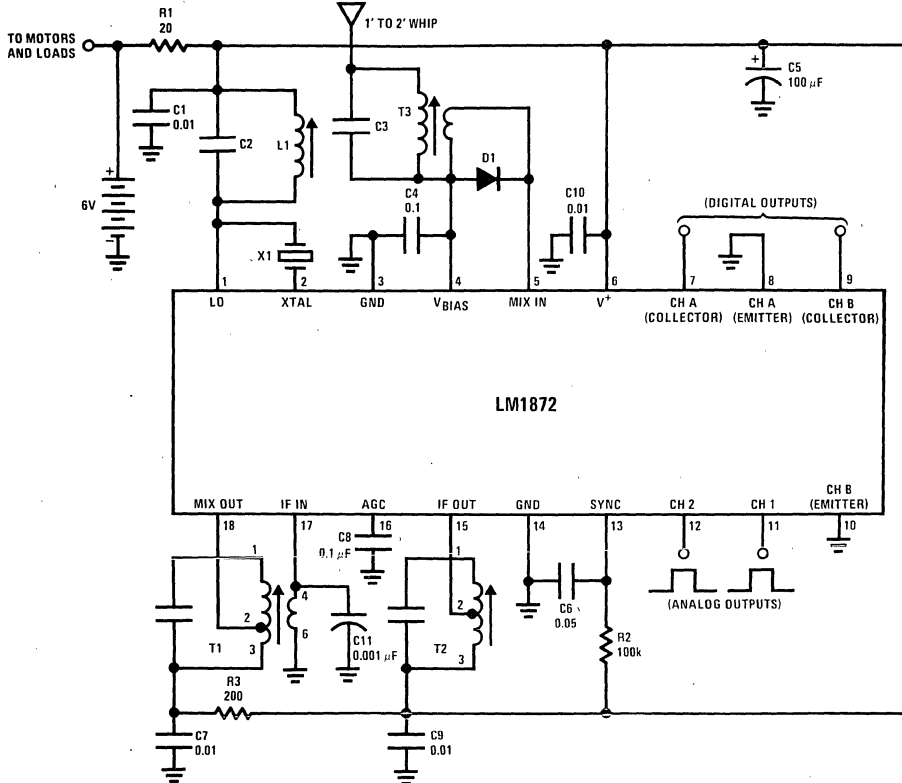 R1
20
1' TO 2' WHIP
TO MOTORS
AND LOADS
+
C5
100 µF
C1
0.01
C2
L1
C3
T3
D1
+
6V
−
C4
0.1
C10
0.01
(DIGITAL OUTPUTS)
X1
1 2 3 4 5 6 7 8 9
LO XTAL GND VBIAS MIX IN V+ CH A CH A CH B
(COLLECTOR) (EMITTER) (COLLECTOR)
LM1872
MIX OUT IF IN AGC IF OUT GND SYNC CH 2 CH 1 CH B
(EMITTER)
18 17 16 15 14 13 12 11 10
C8
0.1 µF
1
2
3
T1
4
6
C11
0.001 µF
1
2
3
T2
C6
0.05
(ANALOG OUTPUTS)
R2
100k
R3
200
C7
0.01
C9
0.01